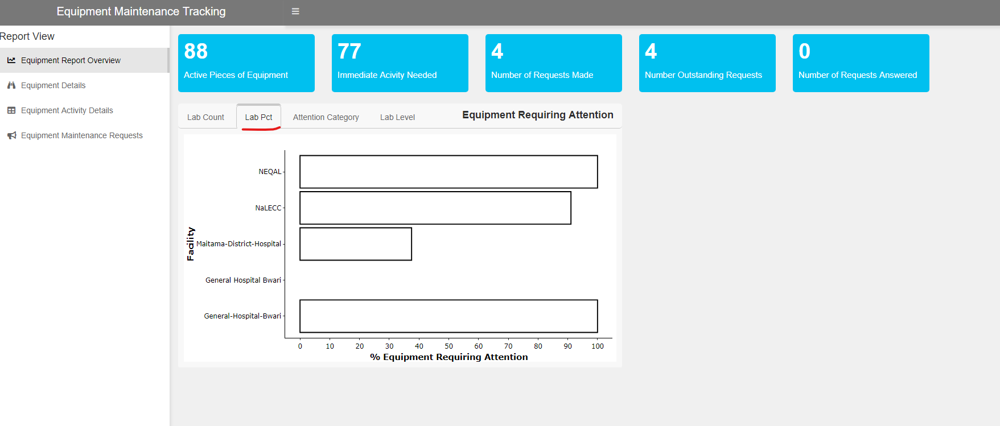 Equipment Maintenance Tracking
Report View
Equipment Report Overview
Equipment Details
Equipment Activity Details
Equipment Maintenance Requests
88
Active Pieces of Equipment
77
Immediate Acivity Needed
4
Number of Requests Made
4
Number Outstanding Requests
0
Number of Requests Answered
Lab Count
Lab Pct
Attention Category
Lab Level
Equipment Requiring Attention
Facility
NEQAL
NaLECC
Maitama-District-Hospital
General Hospital Bwari
General-Hospital-Bwari
0 10 20 30 40 50 60 70 80 90 100
% Equipment Requiring Attention